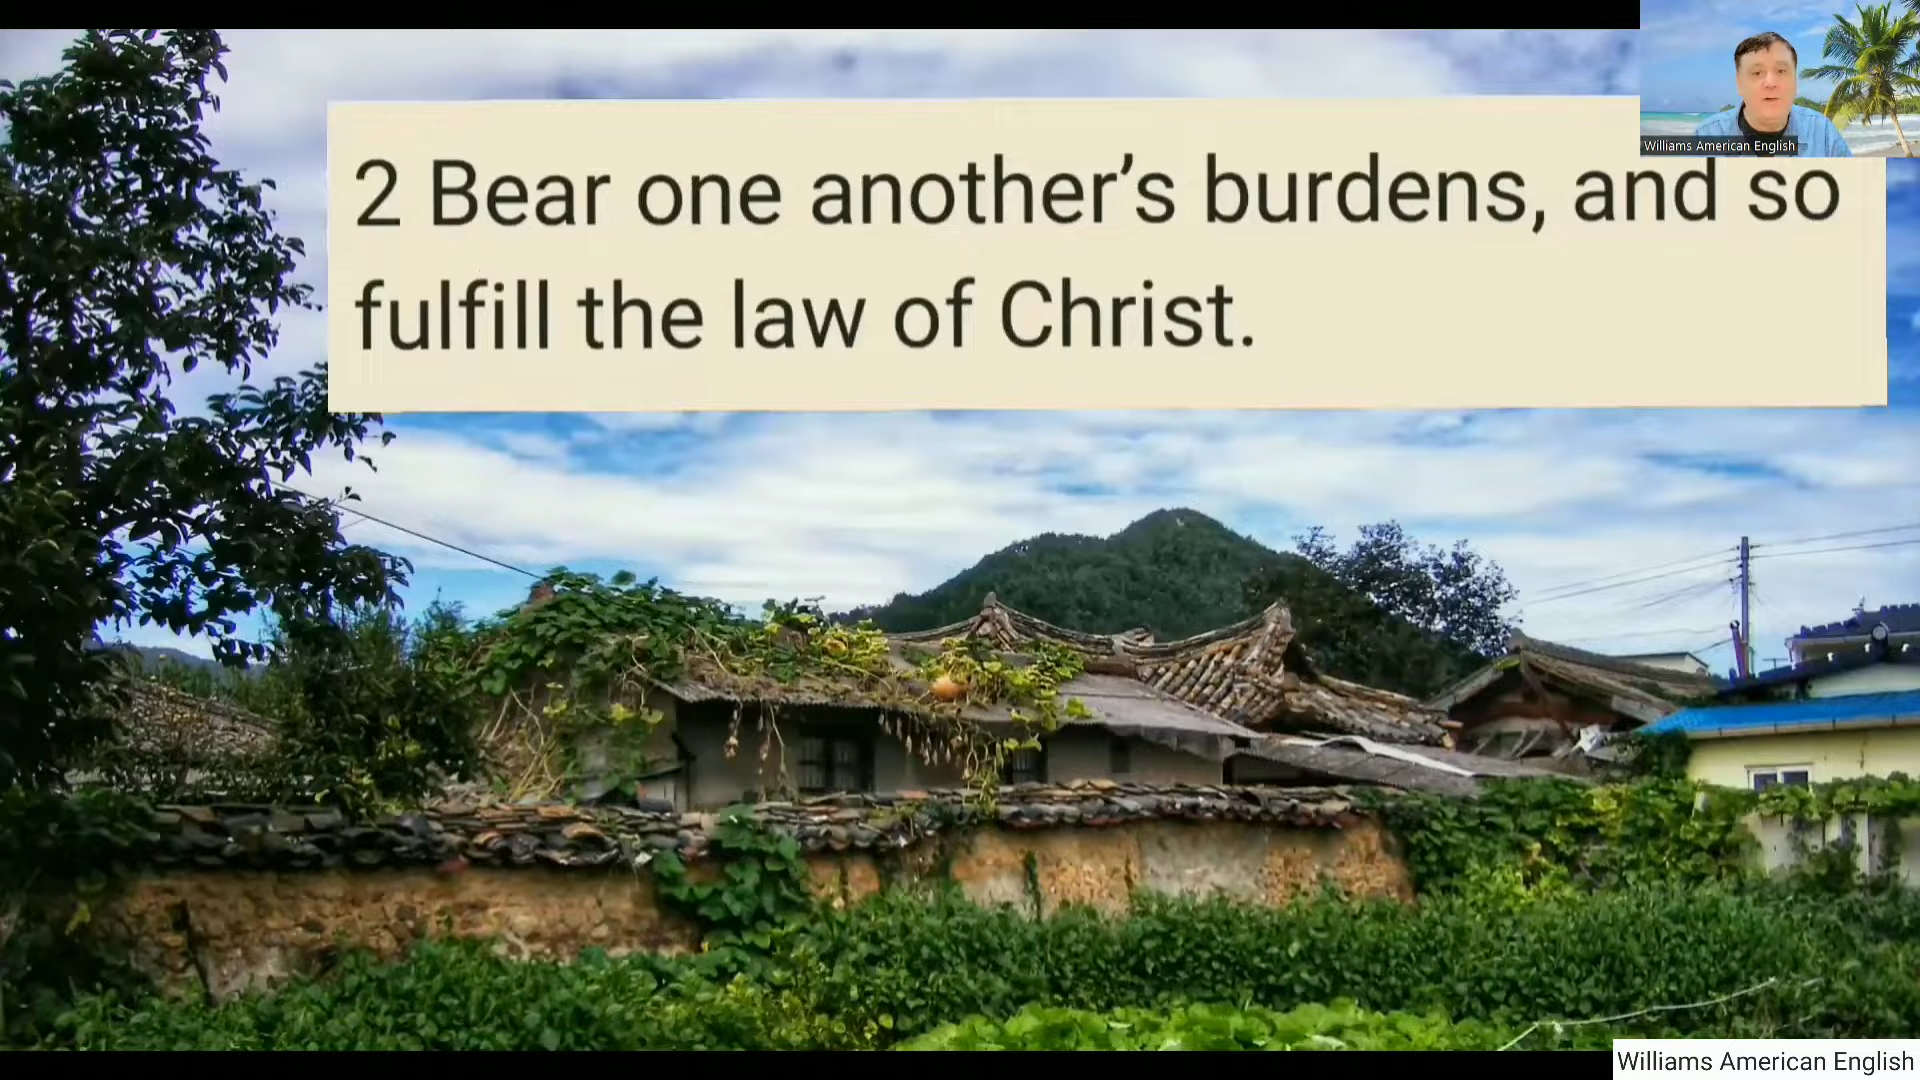 Williams American English
2 Bear one another’s burdens, and so
fulfill the law of Christ.
Williams American English